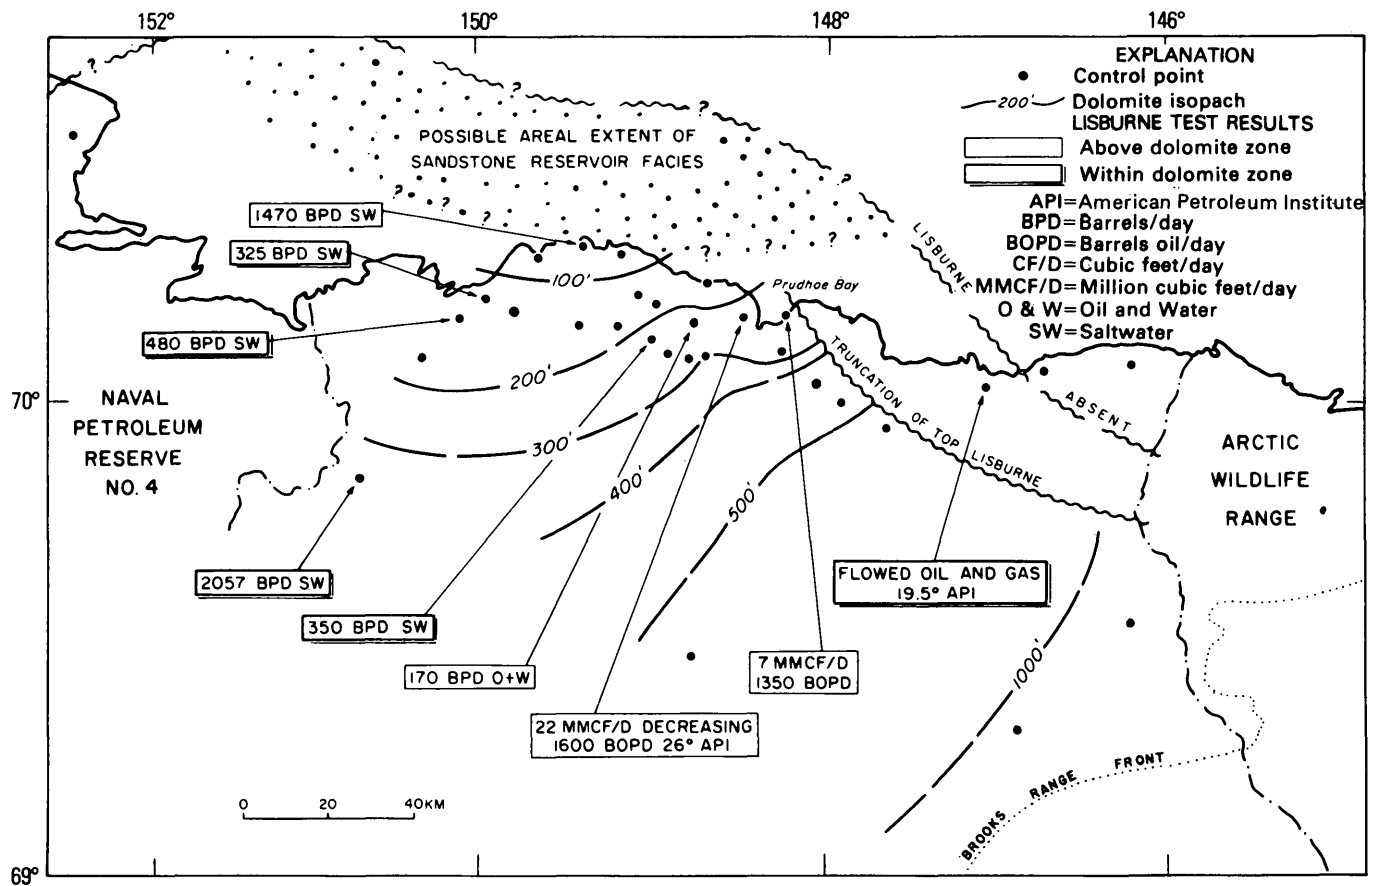 152°
150°
148°
146°
EXPLANATION
Control point
200'
Dolomite isopach
LISBURNE TEST RESULTS
Above dolomite zone
Within dolomite zone
API=American Petroleum Institute
BPD=Barrels/day
BOPD=Barrels oil/day
CF/D=Cubic feet/day
MMCF/D=Million cubic feet/day
O & W=Oil and Water
SW=Saltwater
?
?
?
?
POSSIBLE AREAL EXTENT OF
SANDSTONE RESERVOIR FACIES
?
?
?
?
?
?
?
?
1470 BPD SW
325 BPD SW
480 BPD SW
100'
Prudhoe Bay
LISBURNE
ABSENT
TRUNCATION OF TOP LISBURNE
200'
300'
400'
500'
1000'
70°
NAVAL
PETROLEUM
RESERVE
NO. 4
ARCTIC
WILDLIFE
RANGE
2057 BPD SW
350 BPD SW
170 BPD O+W
22 MMCF/D DECREASING
1600 BOPD 26° API
7 MMCF/D
1350 BOPD
FLOWED OIL AND GAS
19.5° API
BROOKS RANGE FRONT
0 20 40KM
69°